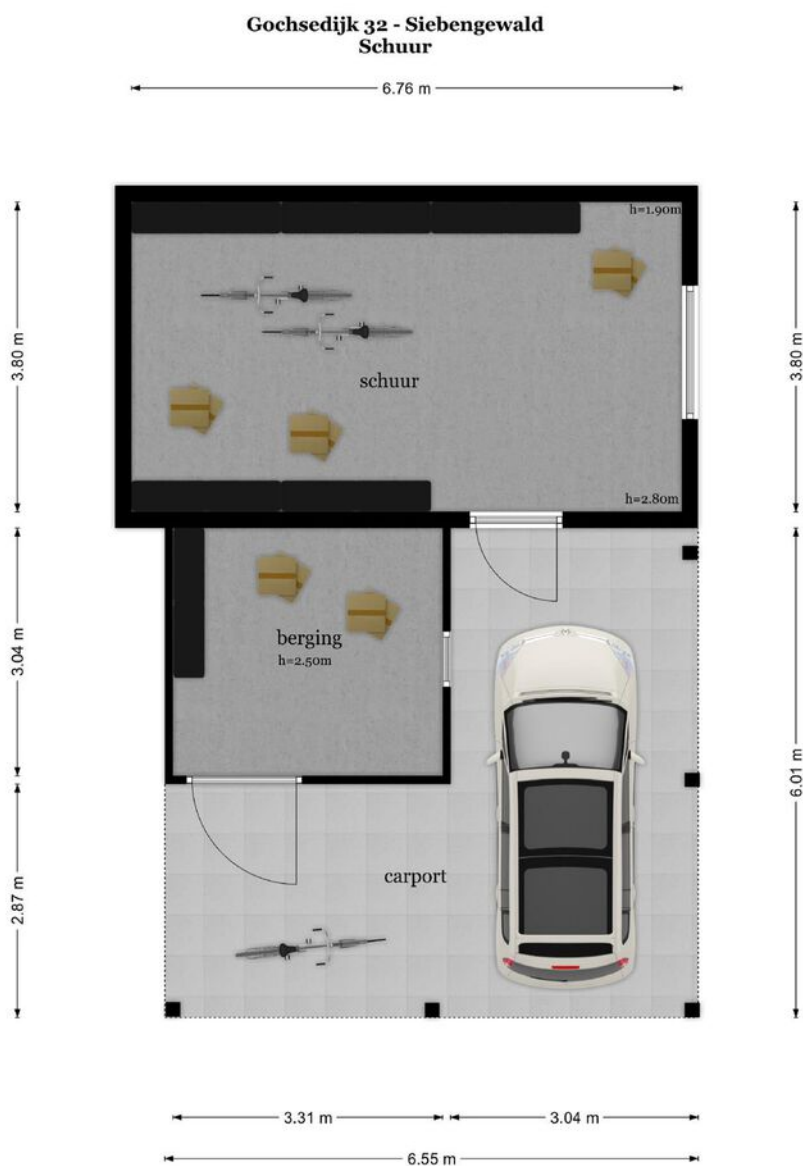 Gochsedijk 32 - Siebengewald
Schuur
6.76 m
h=1.90m
3.80 m
3.80 m
schuur
h=2.80m
berging
h=2.50m
3.04 m
6.01 m
2.87 m
carport
3.31 m
3.04 m
6.55 m